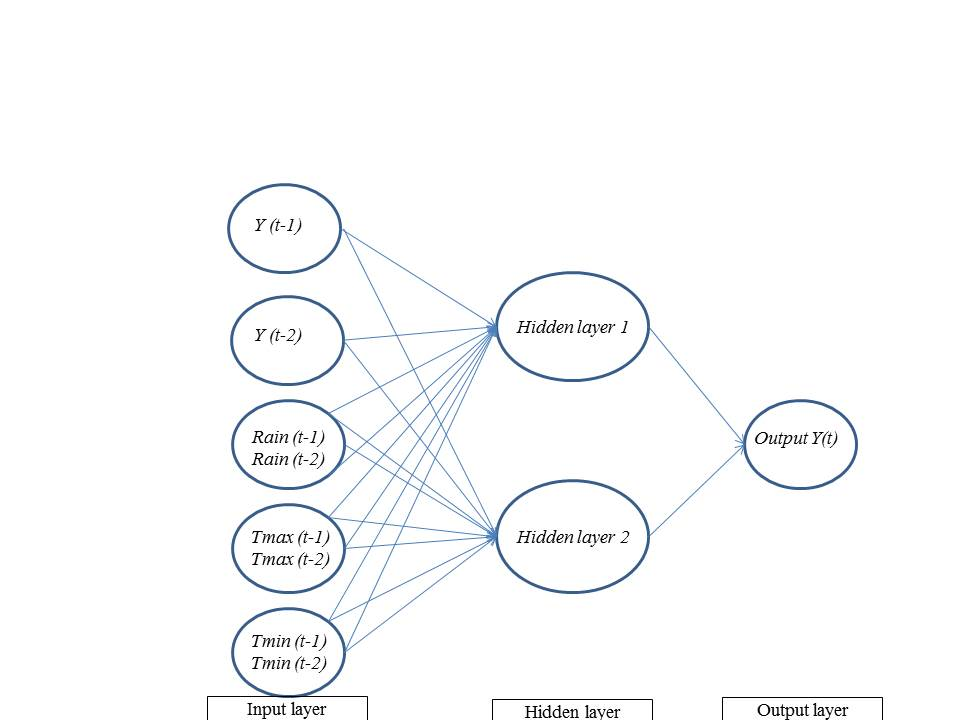 Y (t-1)
Y (t-2)
Rain (t-1)
Rain (t-2)
Tmax (t-1)
Tmax (t-2)
Tmin (t-1)
Tmin (t-2)
Input layer
Hidden layer 1
Hidden layer 2
Hidden layer
Output Y(t)
Output layer